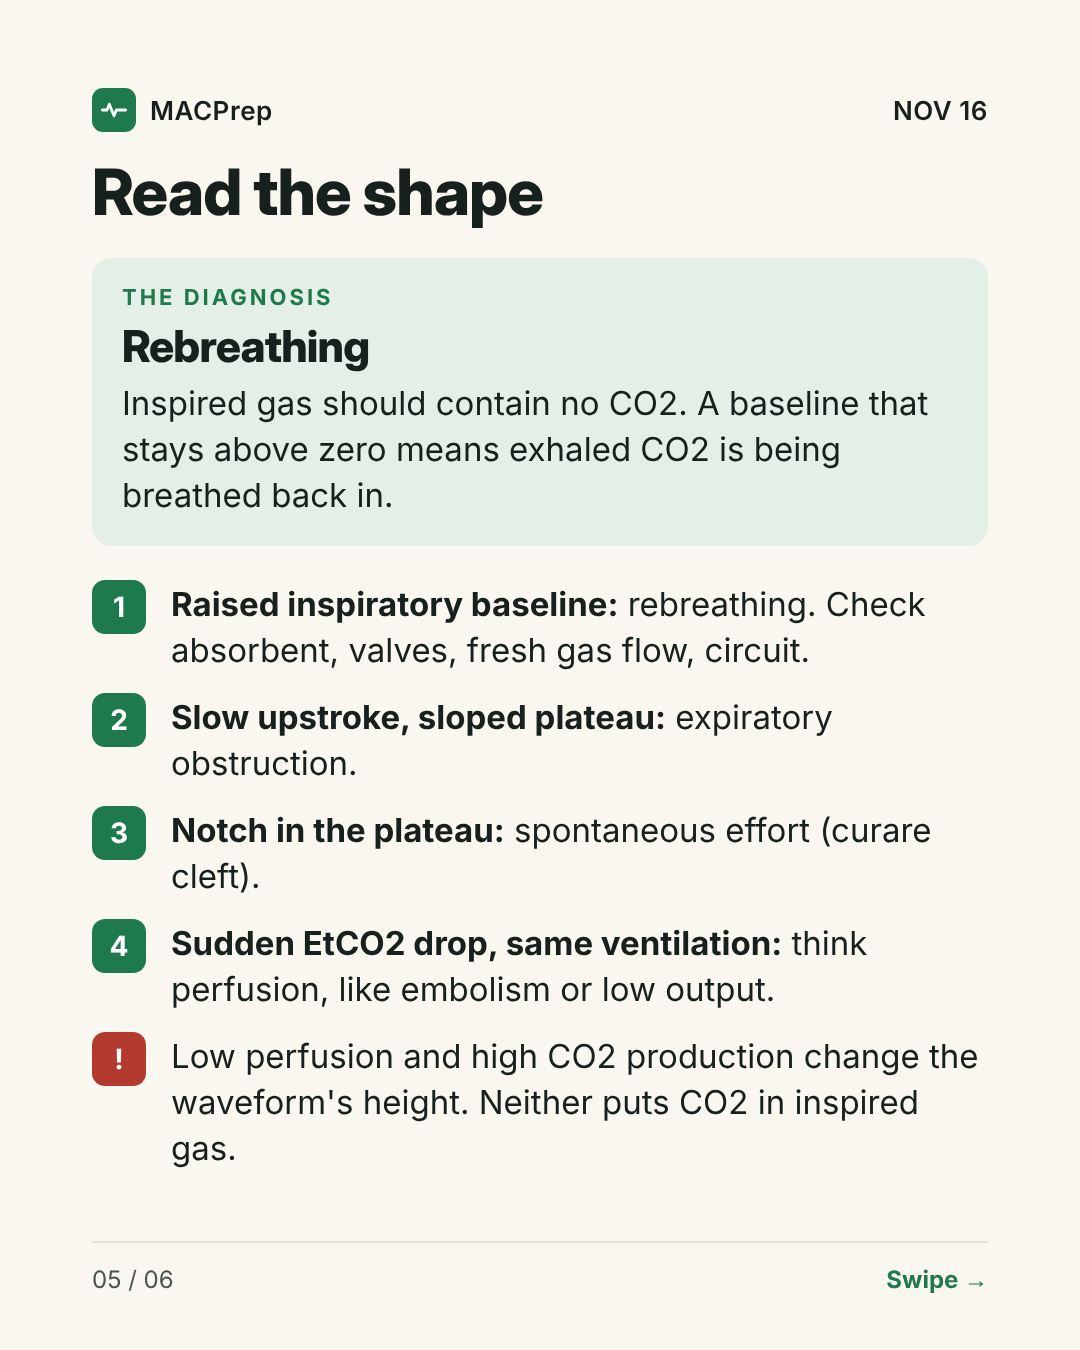 MACPrep
NOV 16
Read the shape
THE DIAGNOSIS
Rebreathing
Inspired gas should contain no CO2. A baseline that
stays above zero means exhaled CO2 is being
breathed back in.
1
Raised inspiratory baseline: rebreathing. Check
absorbent, valves, fresh gas flow, circuit.
2
Slow upstroke, sloped plateau: expiratory
obstruction.
3
Notch in the plateau: spontaneous effort (curare
cleft).
4
Sudden EtCO2 drop, same ventilation: think
perfusion, like embolism or low output.
!
Low perfusion and high CO2 production change the
waveform's height. Neither puts CO2 in inspired
gas.
05 / 06
Swipe →